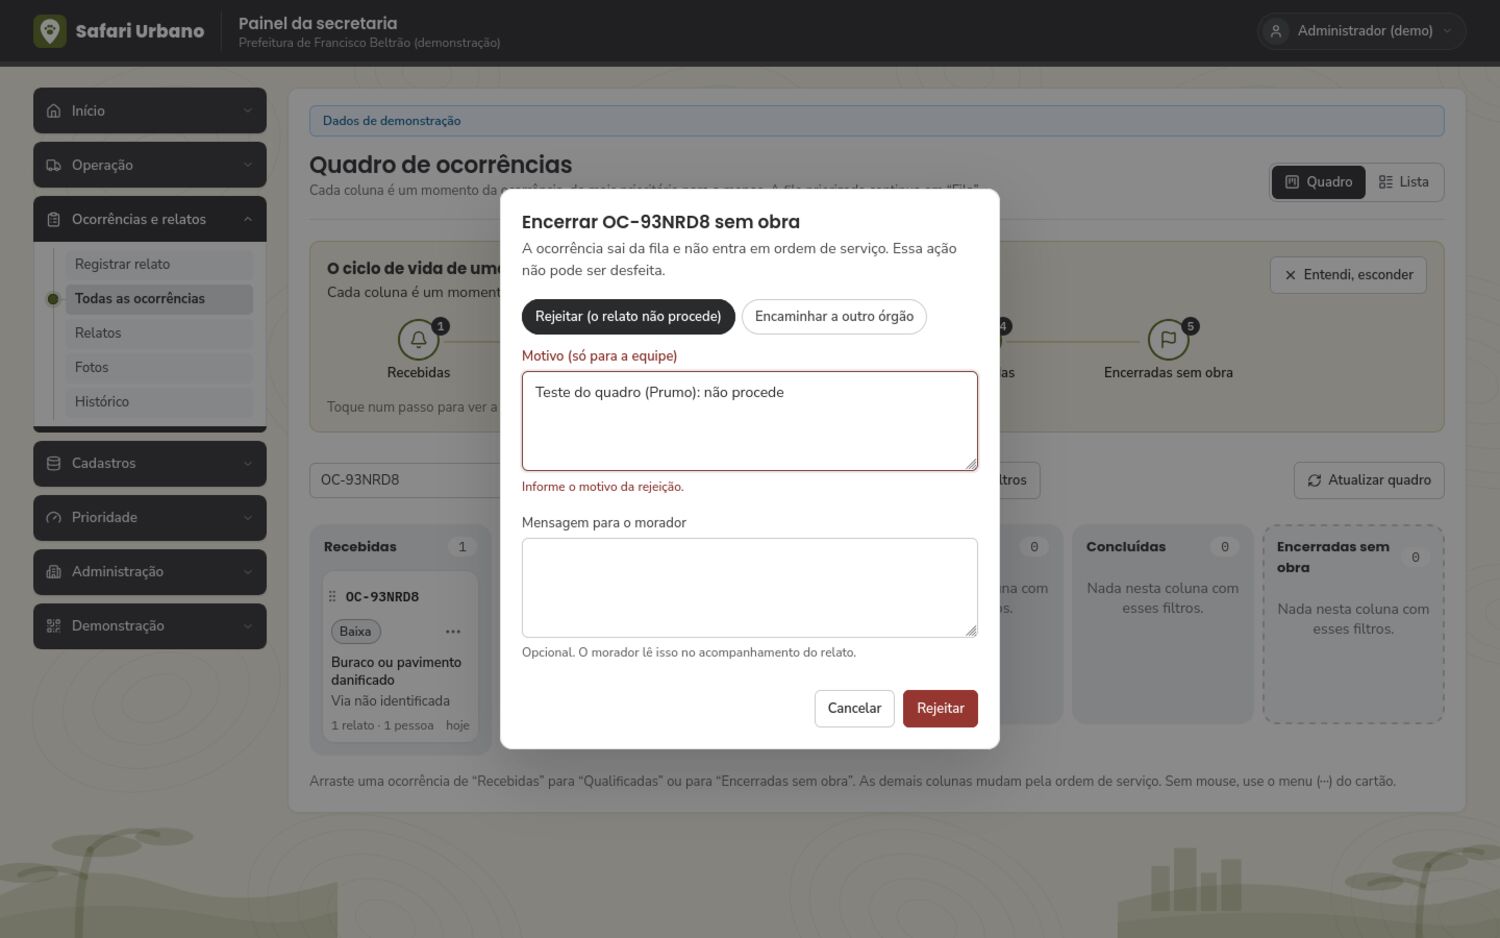 Safari Urbano
Painel da secretaria
Prefeitura de Francisco Beltrão (demonstração)
Administrador (demo)
Início
Operação
Ocorrências e relatos
Registrar relato
Todas as ocorrências
Relatos
Fotos
Histórico
Cadastros
Prioridade
Administração
Demonstração
Dados de demonstração
Quadro de ocorrências
Cada coluna é um momento da
Quadro
Lista
O ciclo de vida de um
Cada coluna é um moment
Entendi, esconder
1
Recebidas
4
as
5
Encerradas sem obra
Toque num passo para ver a
OC-93NRD8
ltros
Atualizar quadro
Recebidas
1
OC-93NRD8
Baixa
Buraco ou pavimento
danificado
Via não identificada
1 relato · 1 pessoa hoje
0
na com
s.
Concluídas
0
Nada nesta coluna com
esses filtros.
Encerradas sem
obra
0
Nada nesta coluna com
esses filtros.
Arraste uma ocorrência de “Recebidas” para “Qualificadas” ou para “Encerradas sem obra”. As demais colunas mudam pela ordem de serviço. Sem mouse, use o menu (···) do cartão.
Encerrar OC-93NRD8 sem obra
A ocorrência sai da fila e não entra em ordem de serviço. Essa ação
não pode ser desfeita.
Rejeitar (o relato não procede)
Encaminhar a outro órgão
Motivo (só para a equipe)
Teste do quadro (Prumo): não procede
Informe o motivo da rejeição.
Mensagem para o morador
Opcional. O morador lê isso no acompanhamento do relato.
Cancelar
Rejeitar